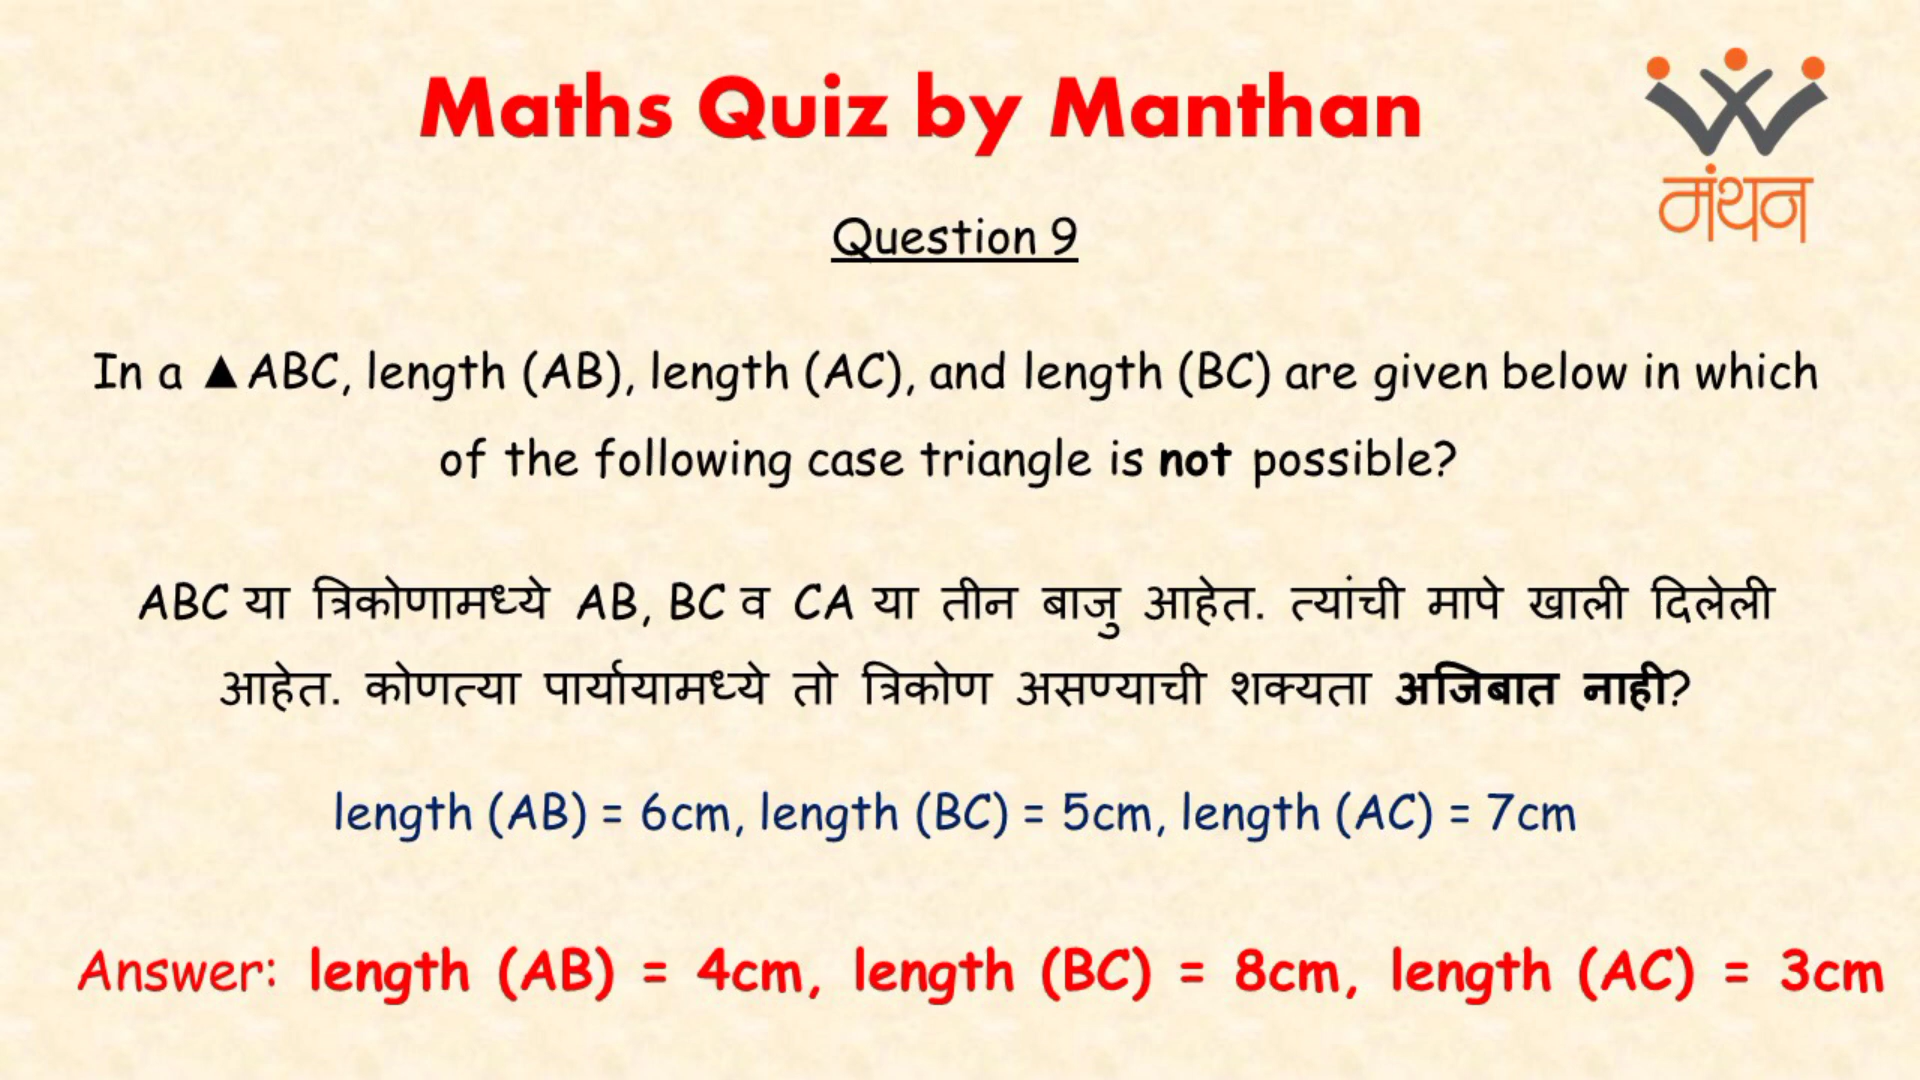 Maths Quiz by Manthan
मंथन
Question 9
In a ▲ABC, length (AB), length (AC), and length (BC) are given below in which
of the following case triangle is not possible?
ABC या त्रिकोणामध्ये AB, BC व CA या तीन बाजु आहेत. त्यांची मापे खाली दिलेली
आहेत. कोणत्या पार्यायामध्ये तो त्रिकोण असण्याची शक्यता अजिबात नाही?
length (AB) = 6cm, length (BC) = 5cm, length (AC) = 7cm
Answer: length (AB) = 4cm, length (BC) = 8cm, length (AC) = 3cm